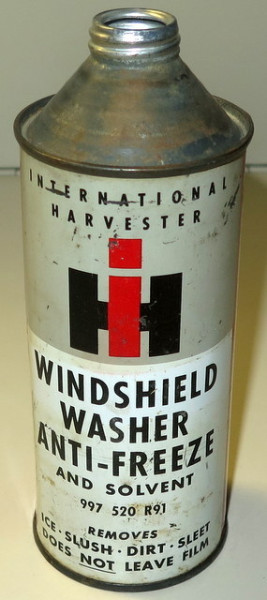 INTERNATIONAL
HARVESTER
IH
WINDSHIELD
WASHER
ANTI-FREEZE
AND SOLVENT
997 520 R91
REMOVES
ICE · SLUSH · DIRT · SLEET
DOES NOT LEAVE FILM